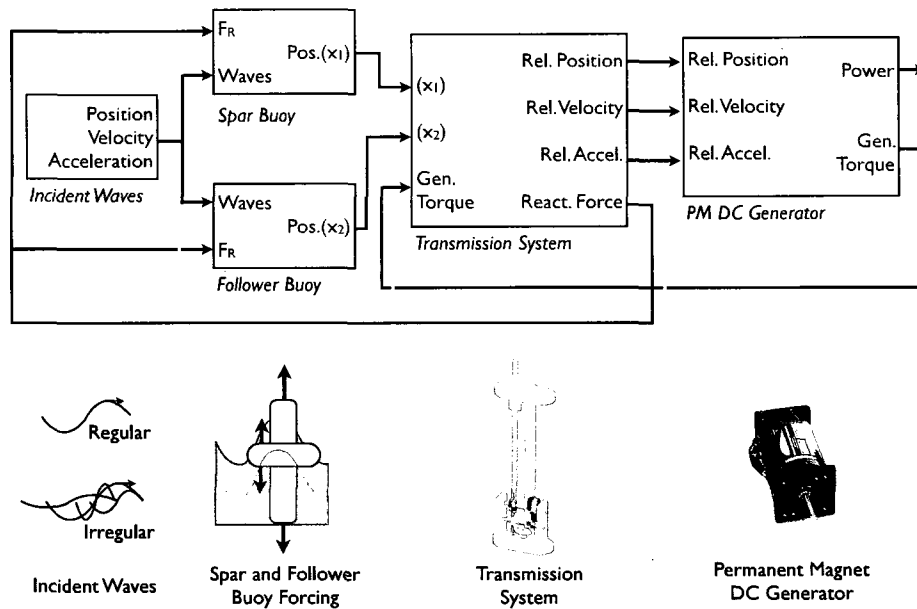 Position
Velocity
Acceleration
Incident Waves
FR
Pos.(x1)
Waves
Spar Buoy
Waves
Pos.(x2)
FR
Follower Buoy
(x1)
(x2)
Gen.
Torque
Rel. Position
Rel. Velocity
Rel. Accel.
React. Force
Transmission System
Rel. Position
Rel. Velocity
Rel. Accel.
Power
Gen.
Torque
PM DC Generator
Regular
Irregular
Incident Waves
Spar and Follower
Buoy Forcing
Transmission
System
Permanent Magnet
DC Generator